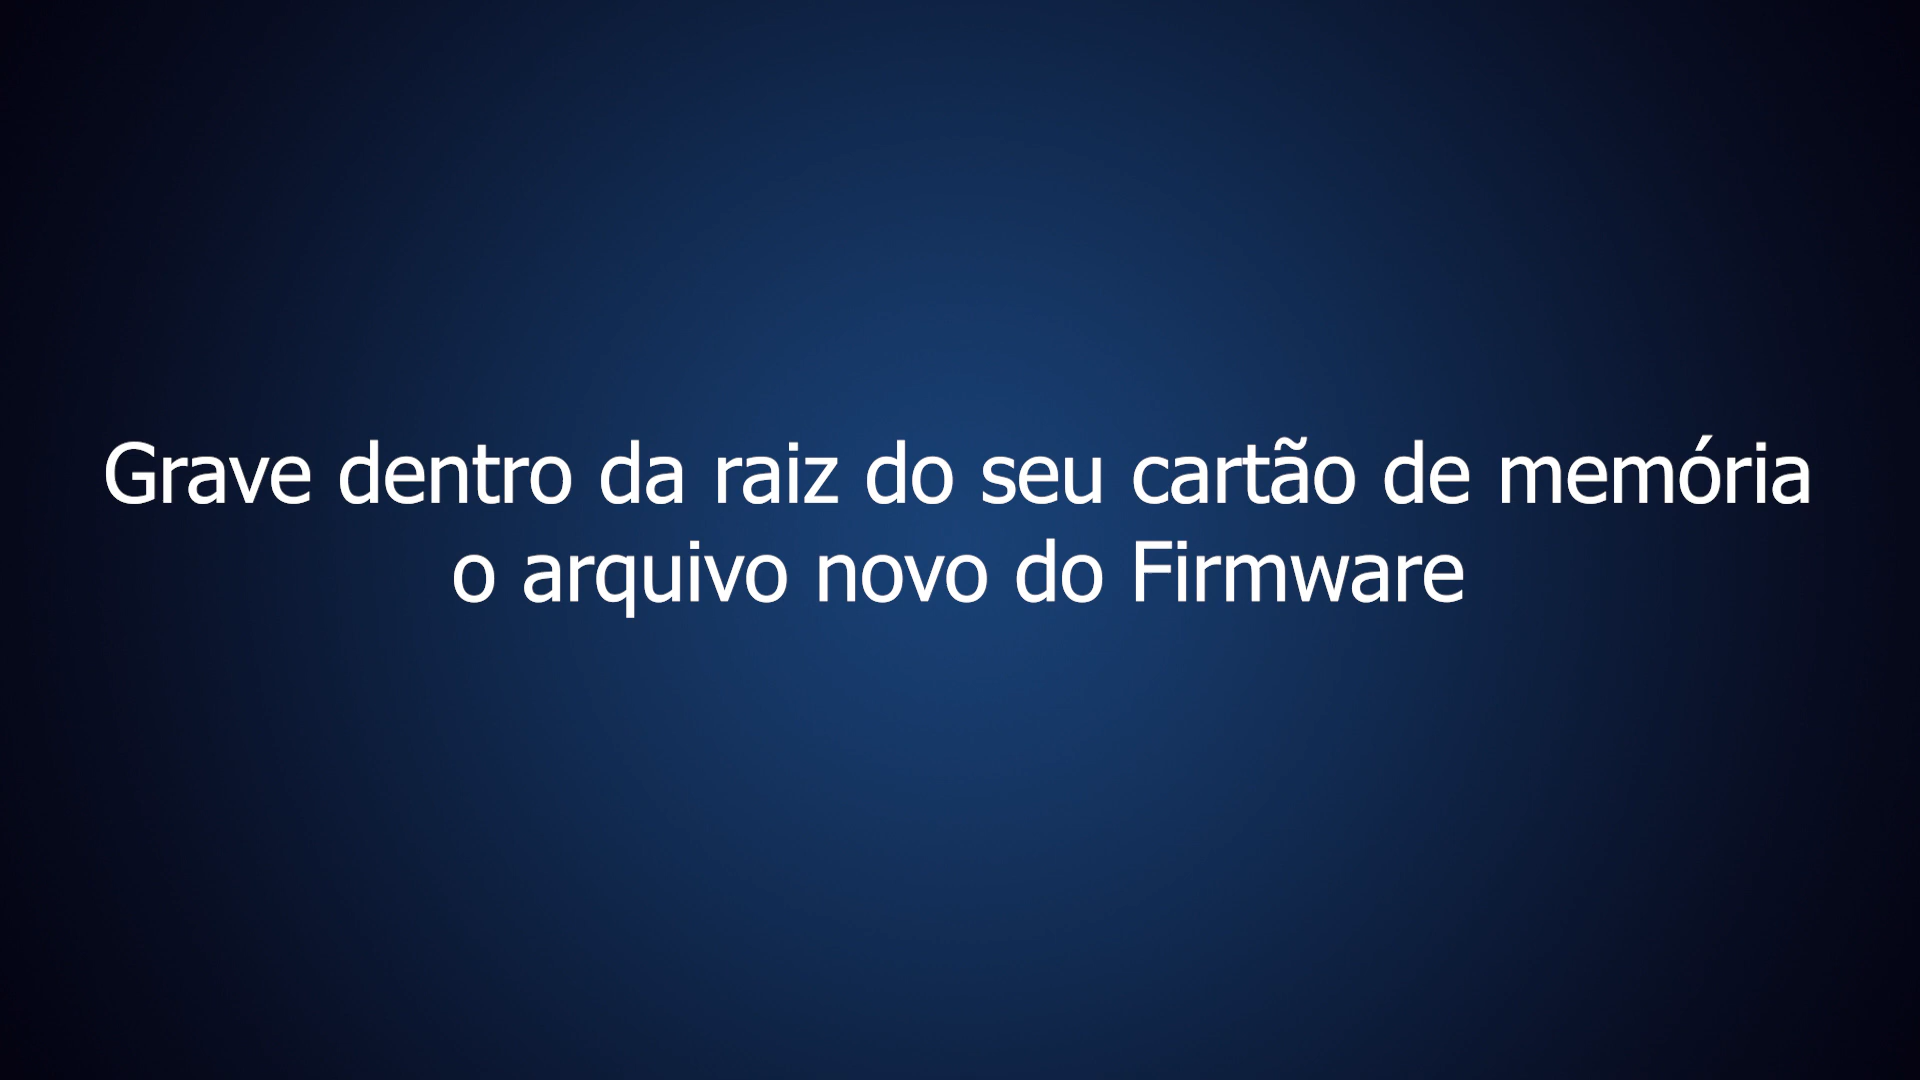 Grave dentro da raiz do seu cartão de memória
o arquivo novo do Firmware